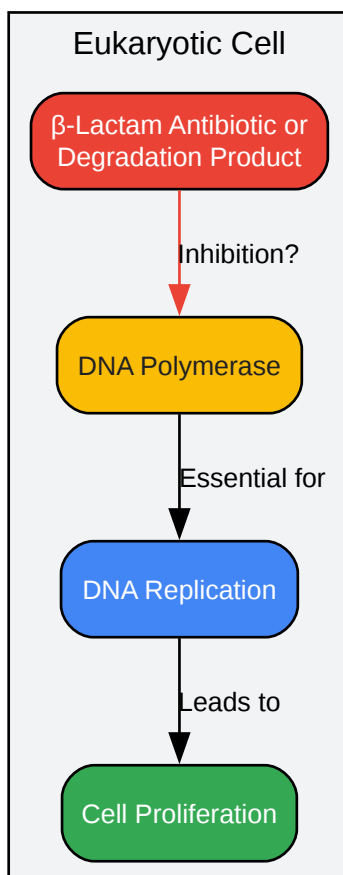 Eukaryotic Cell
β-Lactam Antibiotic or
Degradation Product
Inhibition?
DNA Polymerase
Essential for
DNA Replication
Leads to
Cell Proliferation